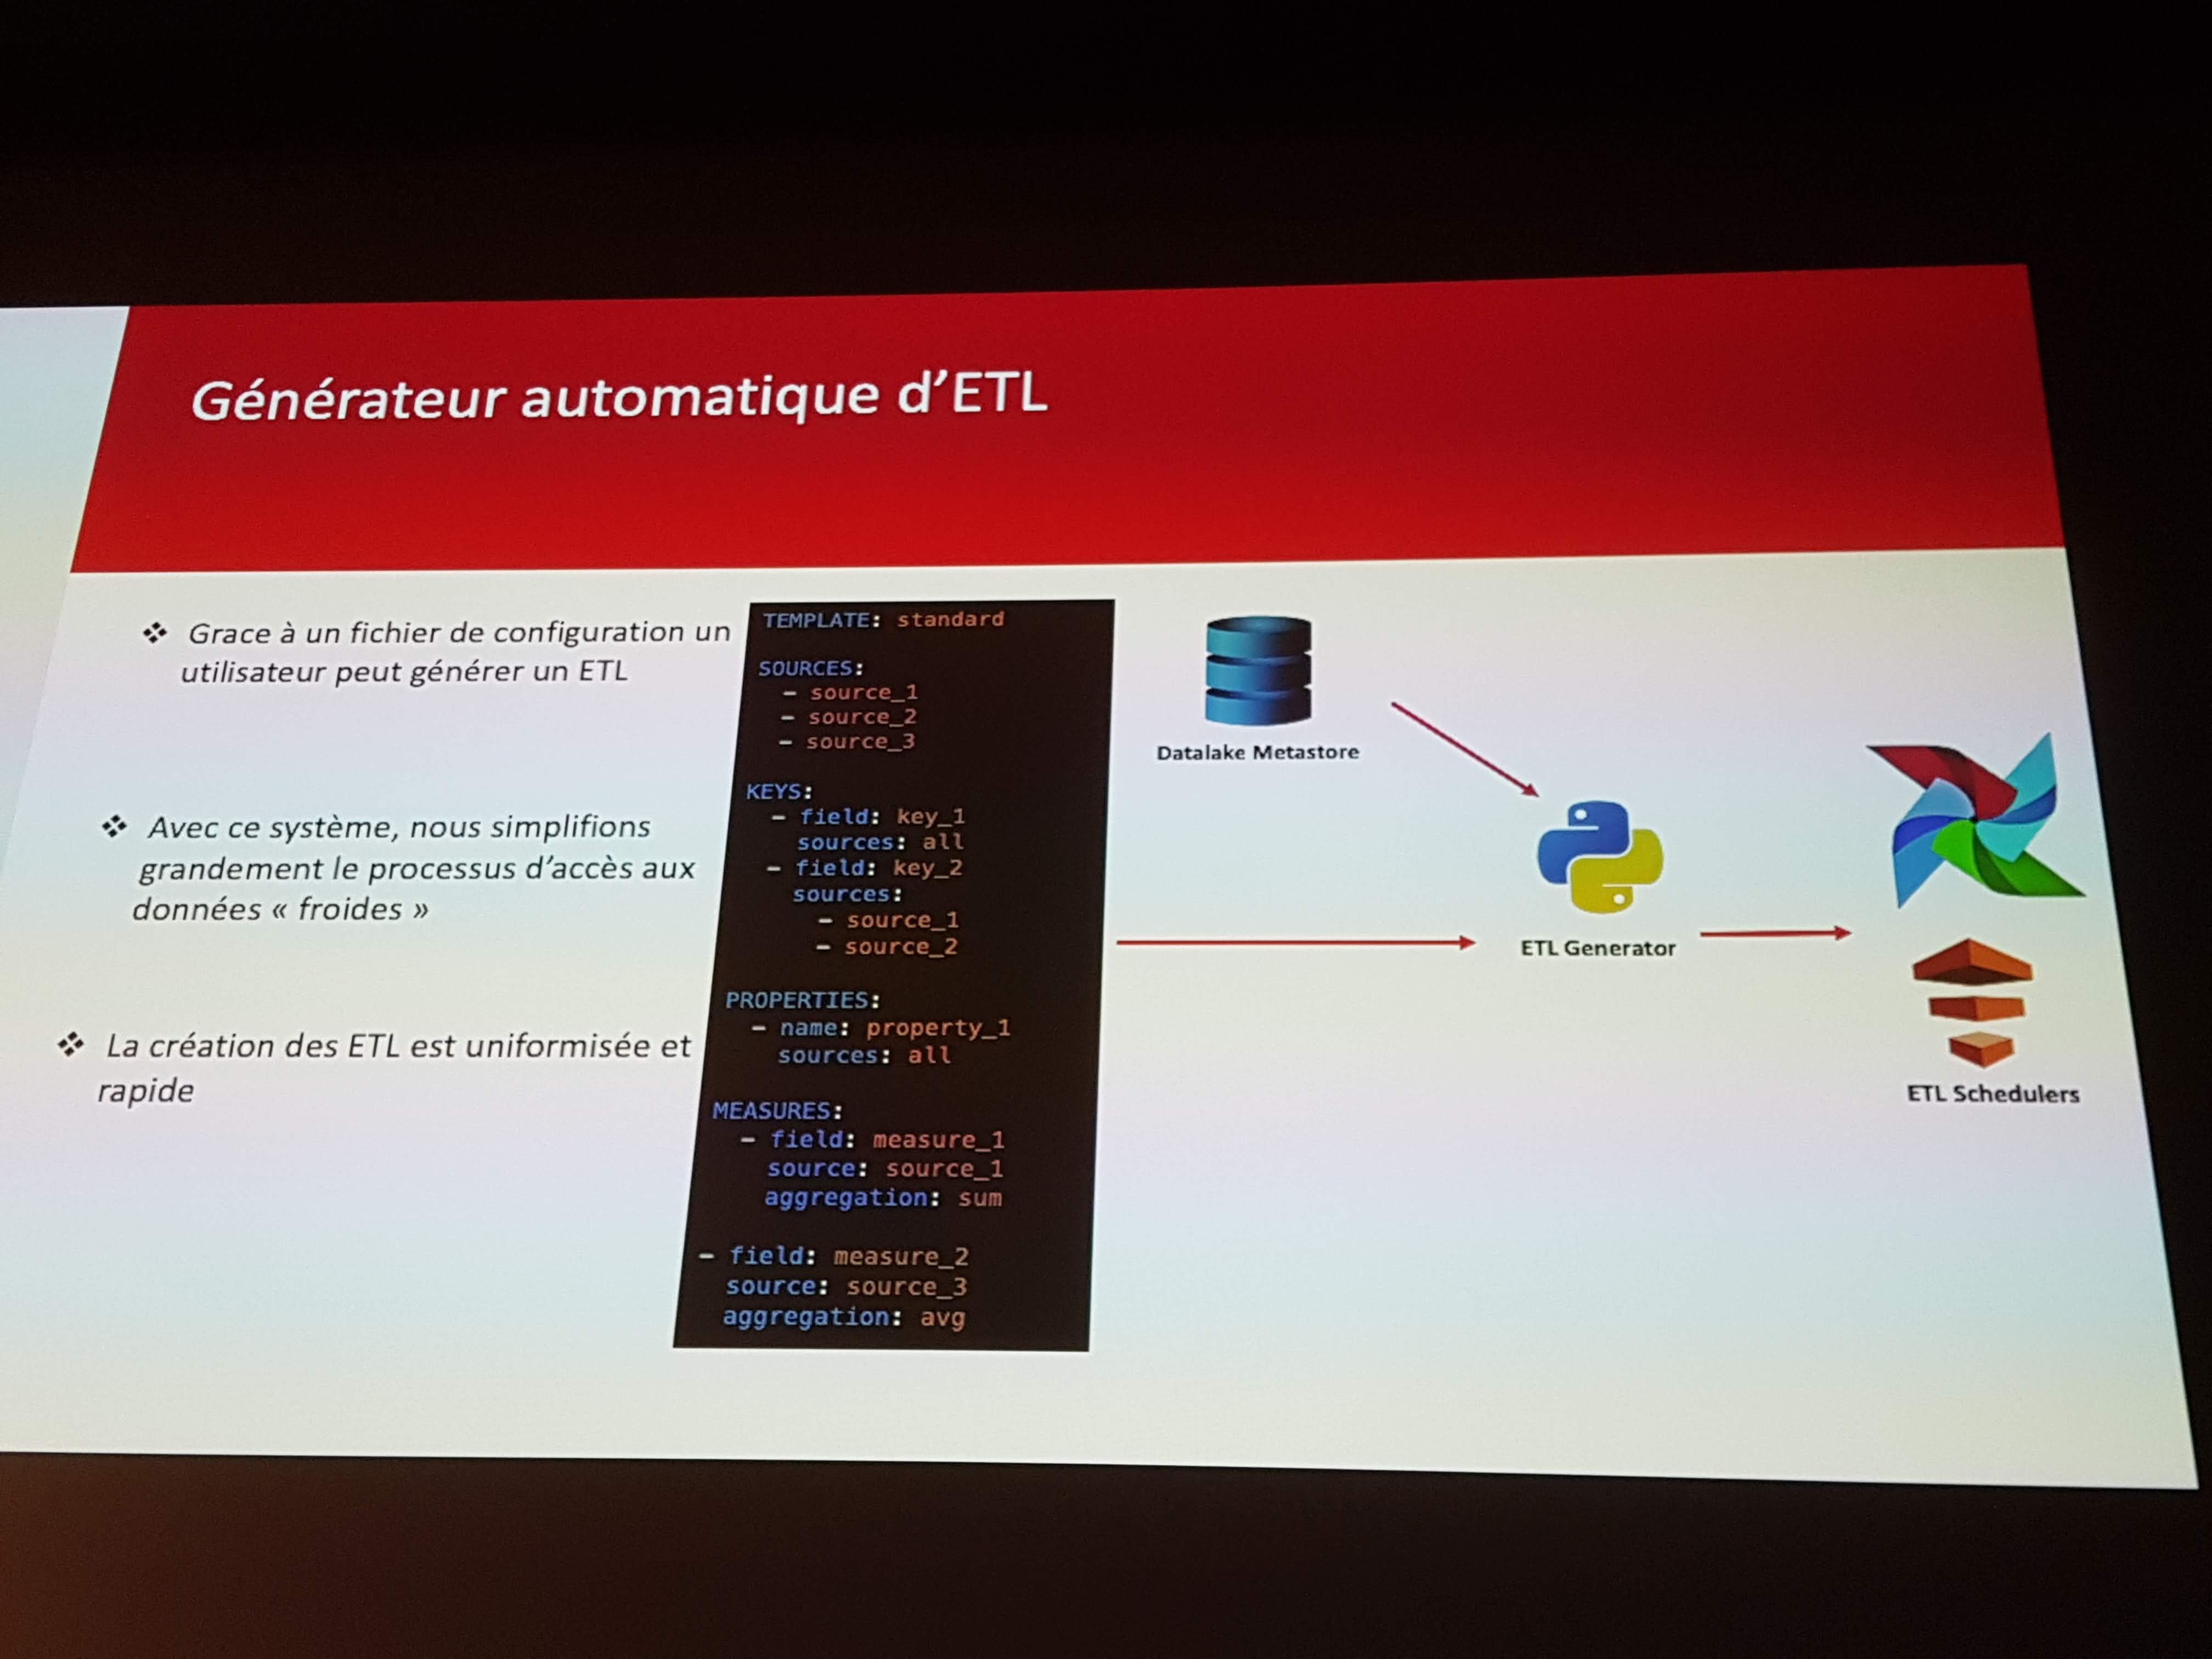 Générateur automatique d’ETL
❖ Grace à un fichier de configuration un
utilisateur peut générer un ETL
❖ Avec ce système, nous simplifions
grandement le processus d’accès aux
données « froides »
❖ La création des ETL est uniformisée et
rapide
TEMPLATE: standard
SOURCES:
- source_1
- source_2
- source_3
KEYS:
- field: key_1
sources: all
- field: key_2
sources:
- source_1
- source_2
PROPERTIES:
- name: property_1
sources: all
MEASURES:
- field: measure_1
source: source_1
aggregation: sum
- field: measure_2
source: source_3
aggregation: avg
Datalake Metastore
ETL Generator
ETL Schedulers